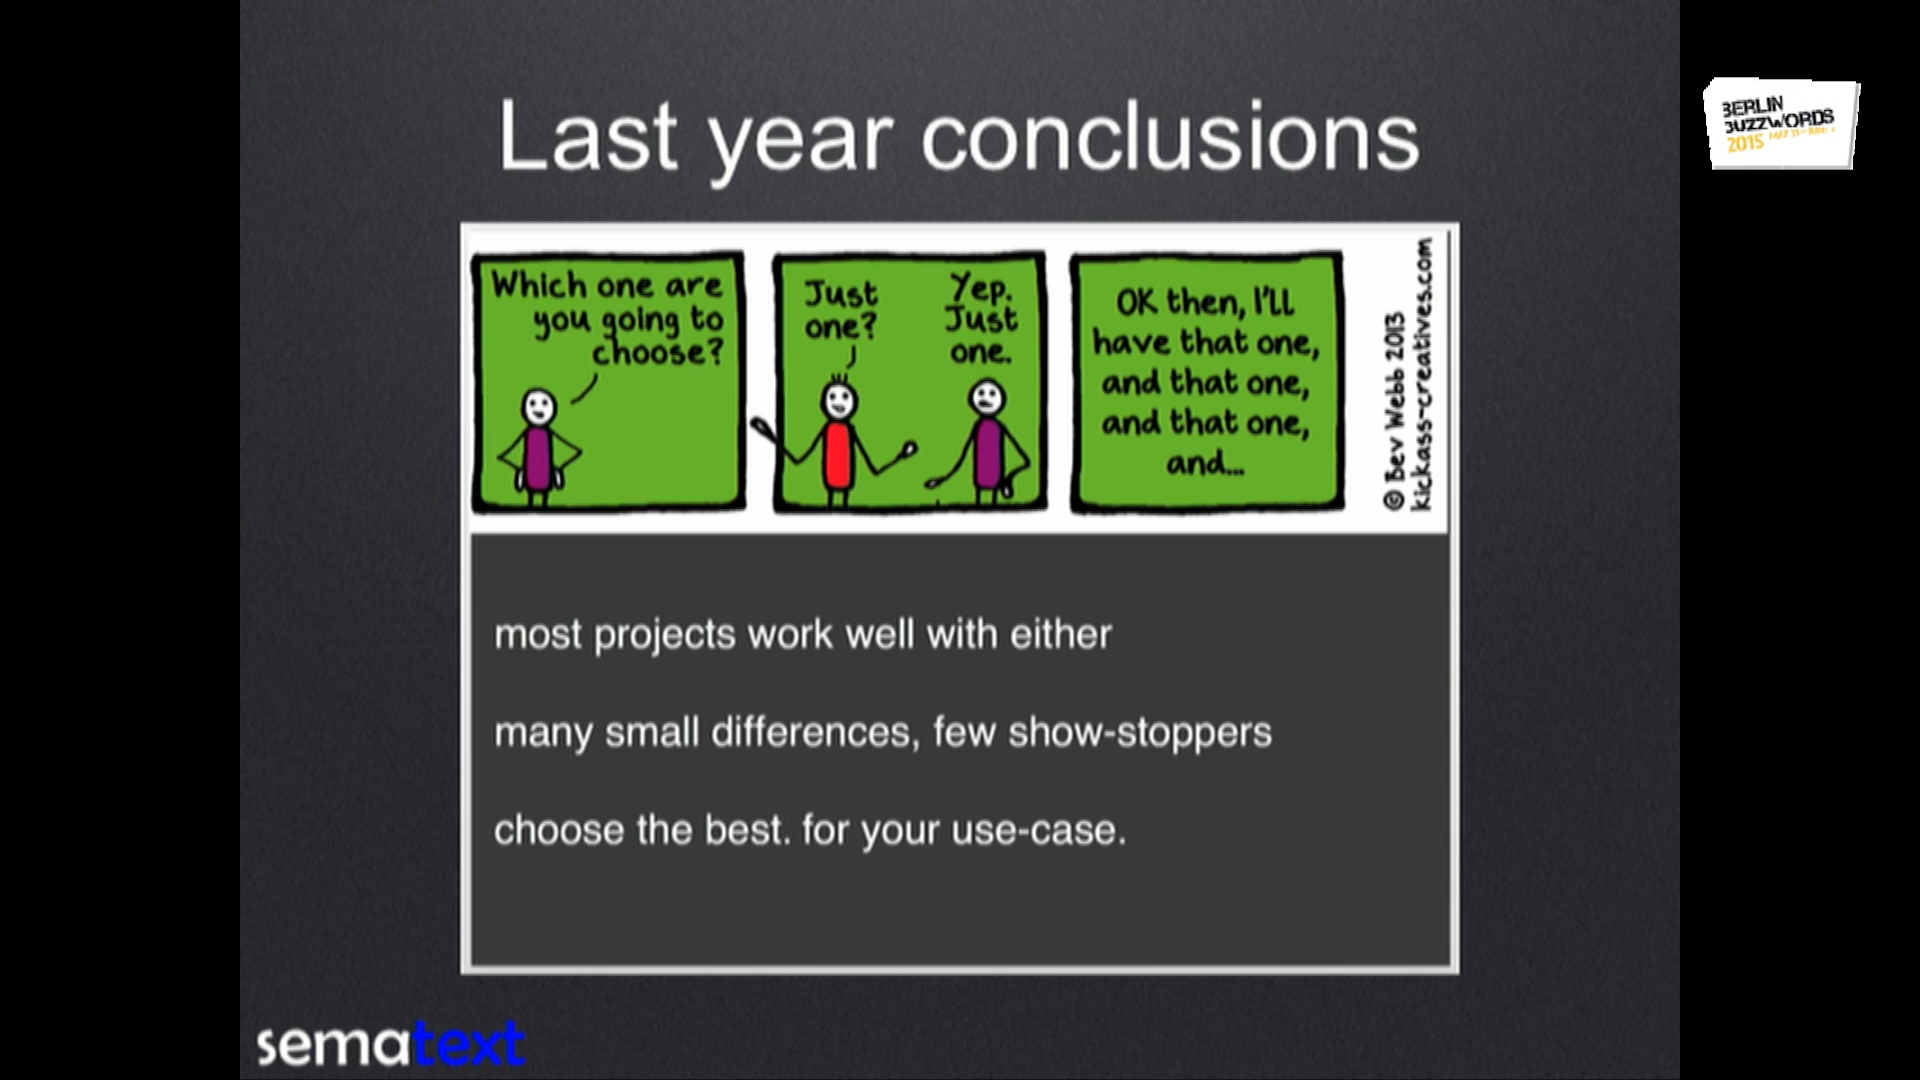 Last year conclusions
BERLIN
BUZZWORDS
2015 MAY 31 - JUNE
Which one are
you going to
choose?
Just
one?
Yep.
Just
one.
OK then, I'll
have that one,
and that one,
and that one,
and...
© Bev Webb 2013
kickass-creatives.com
most projects work well with either
many small differences, few show-stoppers
choose the best. for your use-case.
sematext